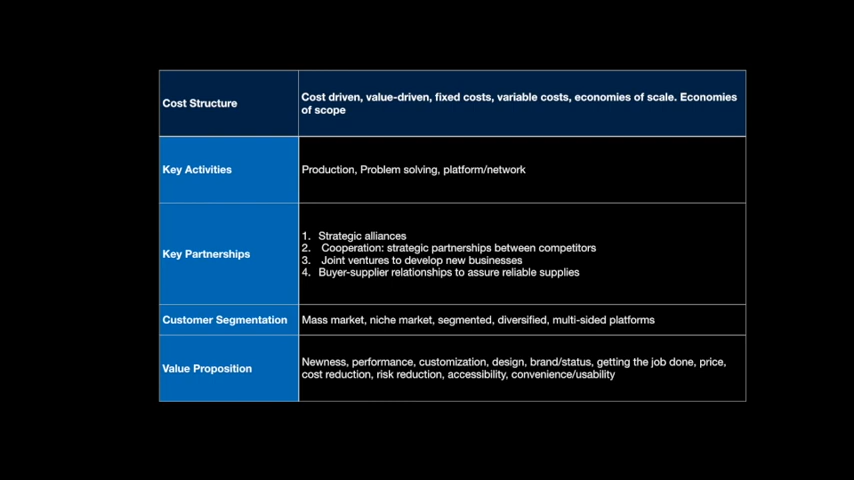 Cost Structure
Cost driven, value-driven, fixed costs, variable costs, economies of scale. Economies
of scope
Key Activities
Production, Problem solving, platform/network
Key Partnerships
1. Strategic alliances
2. Cooperation: strategic partnerships between competitors
3. Joint ventures to develop new businesses
4. Buyer-supplier relationships to assure reliable supplies
Customer Segmentation
Mass market, niche market, segmented, diversified, multi-sided platforms
Value Proposition
Newness, performance, customization, design, brand/status, getting the job done, price,
cost reduction, risk reduction, accessibility, convenience/usability